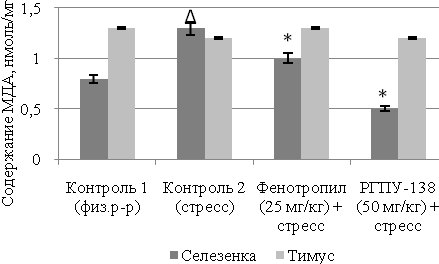 Содержание МДА, нмоль/мг
1,5
1
0,5
0
Δ
*
*
Контроль 1
(физ.р-р)
Контроль 2
(стресс)
Фенотропил
(25 мг/кг) +
стресс
РГПУ-138
(50 мг/кг) +
стресс
Селезенка
Тимус